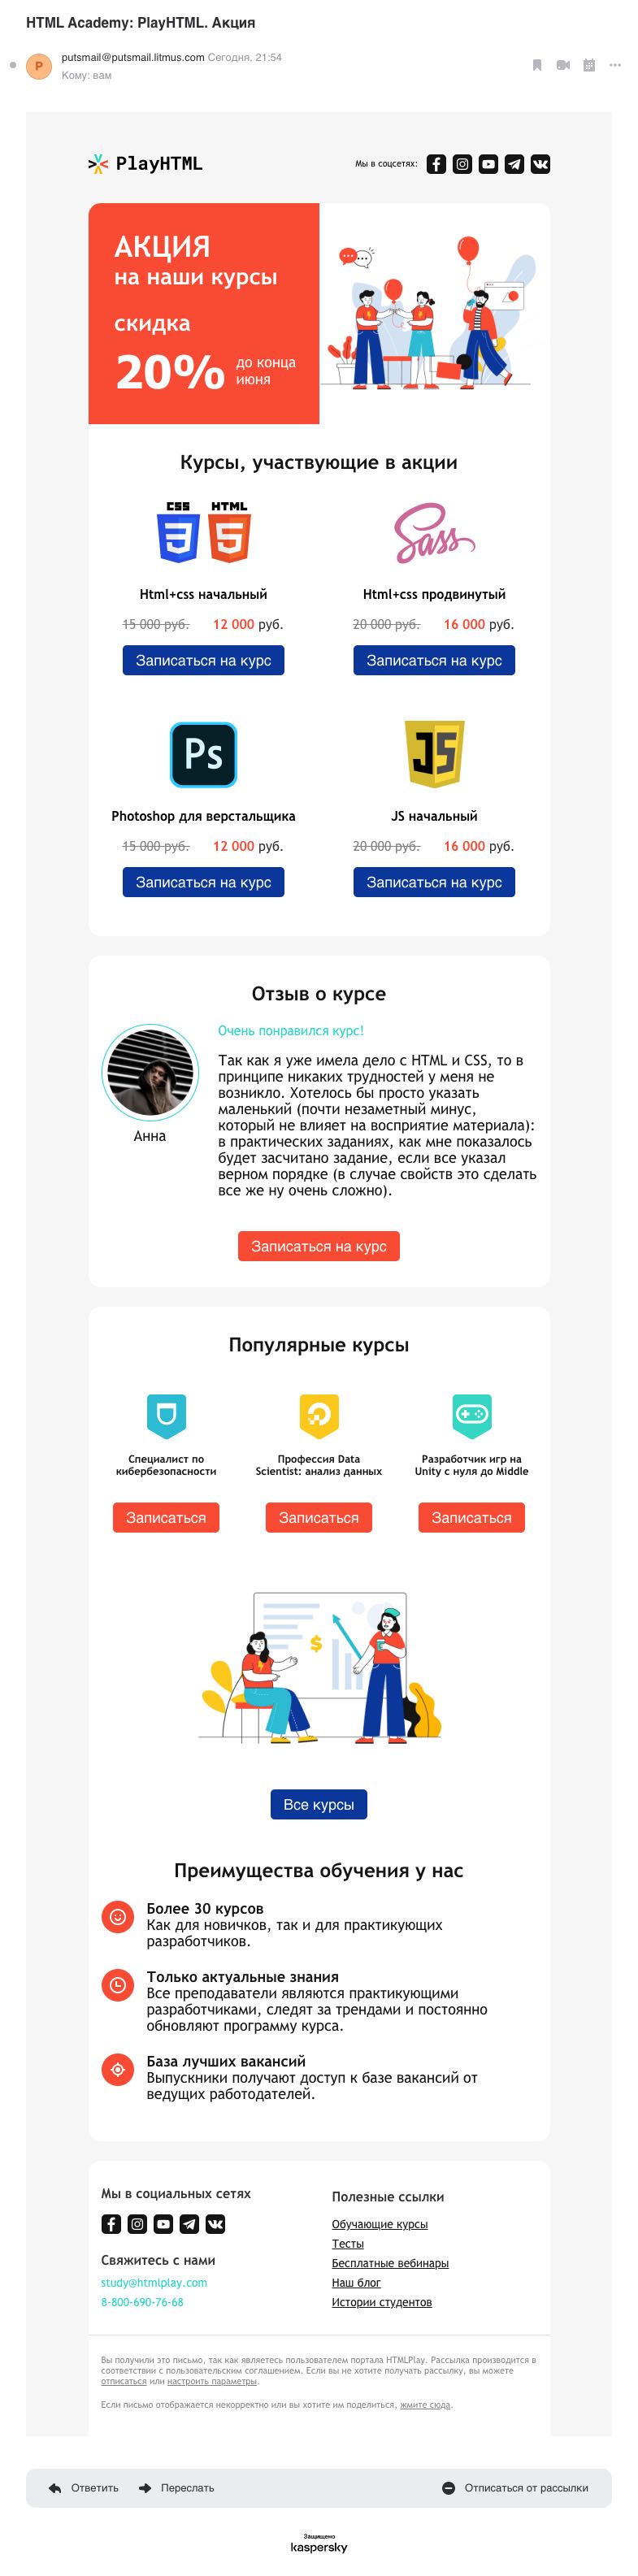 HTML Academy: PlayHTML. Акция
P
putsmail@putsmail.litmus.com Сегодня, 21:54
Кому: вам
PlayHTML
Мы в соцсетях:
АКЦИЯ
на наши курсы
скидка
20% до конца
июня
Курсы, участвующие в акции
CSS HTML
3 5
Sass
Html+css начальный
Html+css продвинутый
15 000 руб. 12 000 руб.
20 000 руб. 16 000 руб.
Записаться на курс
Записаться на курс
Ps
JS
Photoshop для верстальщика
JS начальный
15 000 руб. 12 000 руб.
20 000 руб. 16 000 руб.
Записаться на курс
Записаться на курс
Отзыв о курсе
Очень понравился курс!
Так как я уже имела дело с HTML и CSS, то в
принципе никаких трудностей у меня не
возникло. Хотелось бы просто указать
маленький (почти незаметный минус,
который не влияет на восприятие материала):
в практических заданиях, как мне показалось
будет засчитано задание, если все указал
верном порядке (в случае свойств это сделать
все же ну очень сложно).
Анна
Записаться на курс
Популярные курсы
Специалист по
кибербезопасности
Профессия Data
Scientist: анализ данных
Разработчик игр на
Unity с нуля до Middle
Записаться
Записаться
Записаться
$
Все курсы
Преимущества обучения у нас
Более 30 курсов
Как для новичков, так и для практикующих
разработчиков.
Только актуальные знания
Все преподаватели являются практикующими
разработчиками, следят за трендами и постоянно
обновляют программу курса.
База лучших вакансий
Выпускники получают доступ к базе вакансий от
ведущих работодателей.
Мы в социальных сетях
Свяжитесь с нами
study@htmlplay.com
8-800-690-76-68
Полезные ссылки
Обучающие курсы
Тесты
Бесплатные вебинары
Наш блог
Истории студентов
Вы получили это письмо, так как являетесь пользователем портала HTMLPlay. Рассылка производится в
соответствии с пользовательским соглашением. Если вы не хотите получать рассылку, вы можете
отписаться или настроить параметры.
Если письмо отображается некорректно или вы хотите им поделиться, жмите сюда.
Ответить
Переслать
Отписаться от рассылки
Защищено
kaspersky